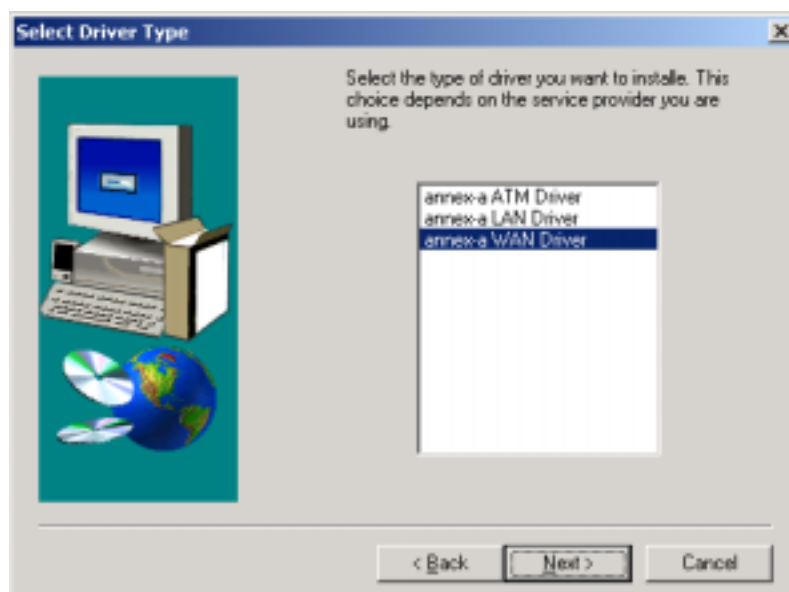 Select Driver Type
Select the type of driver you want to installe. This
choice depends on the service provider you are
using.
annex-a ATM Driver
annex-a LAN Driver
annex-a WAN Driver
< Back
Next >
Cancel